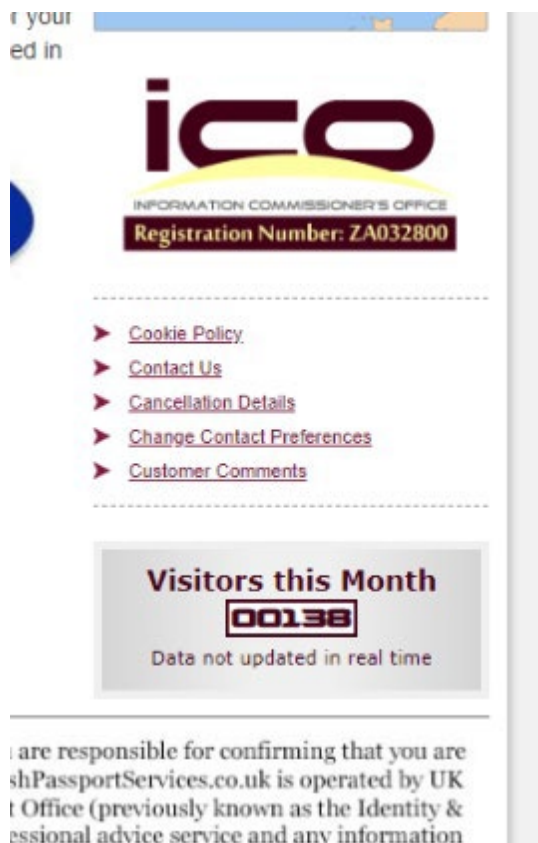 r your
ed in
ico
INFORMATION COMMISSIONER'S OFFICE
Registration Number: ZA032800
Cookie Policy
Contact Us
Cancellation Details
Change Contact Preferences
Customer Comments
Visitors this Month
00138
Data not updated in real time
are responsible for confirming that you are
shPassportServices.co.uk is operated by UK
t Office (previously known as the Identity &
essional advice service and any information